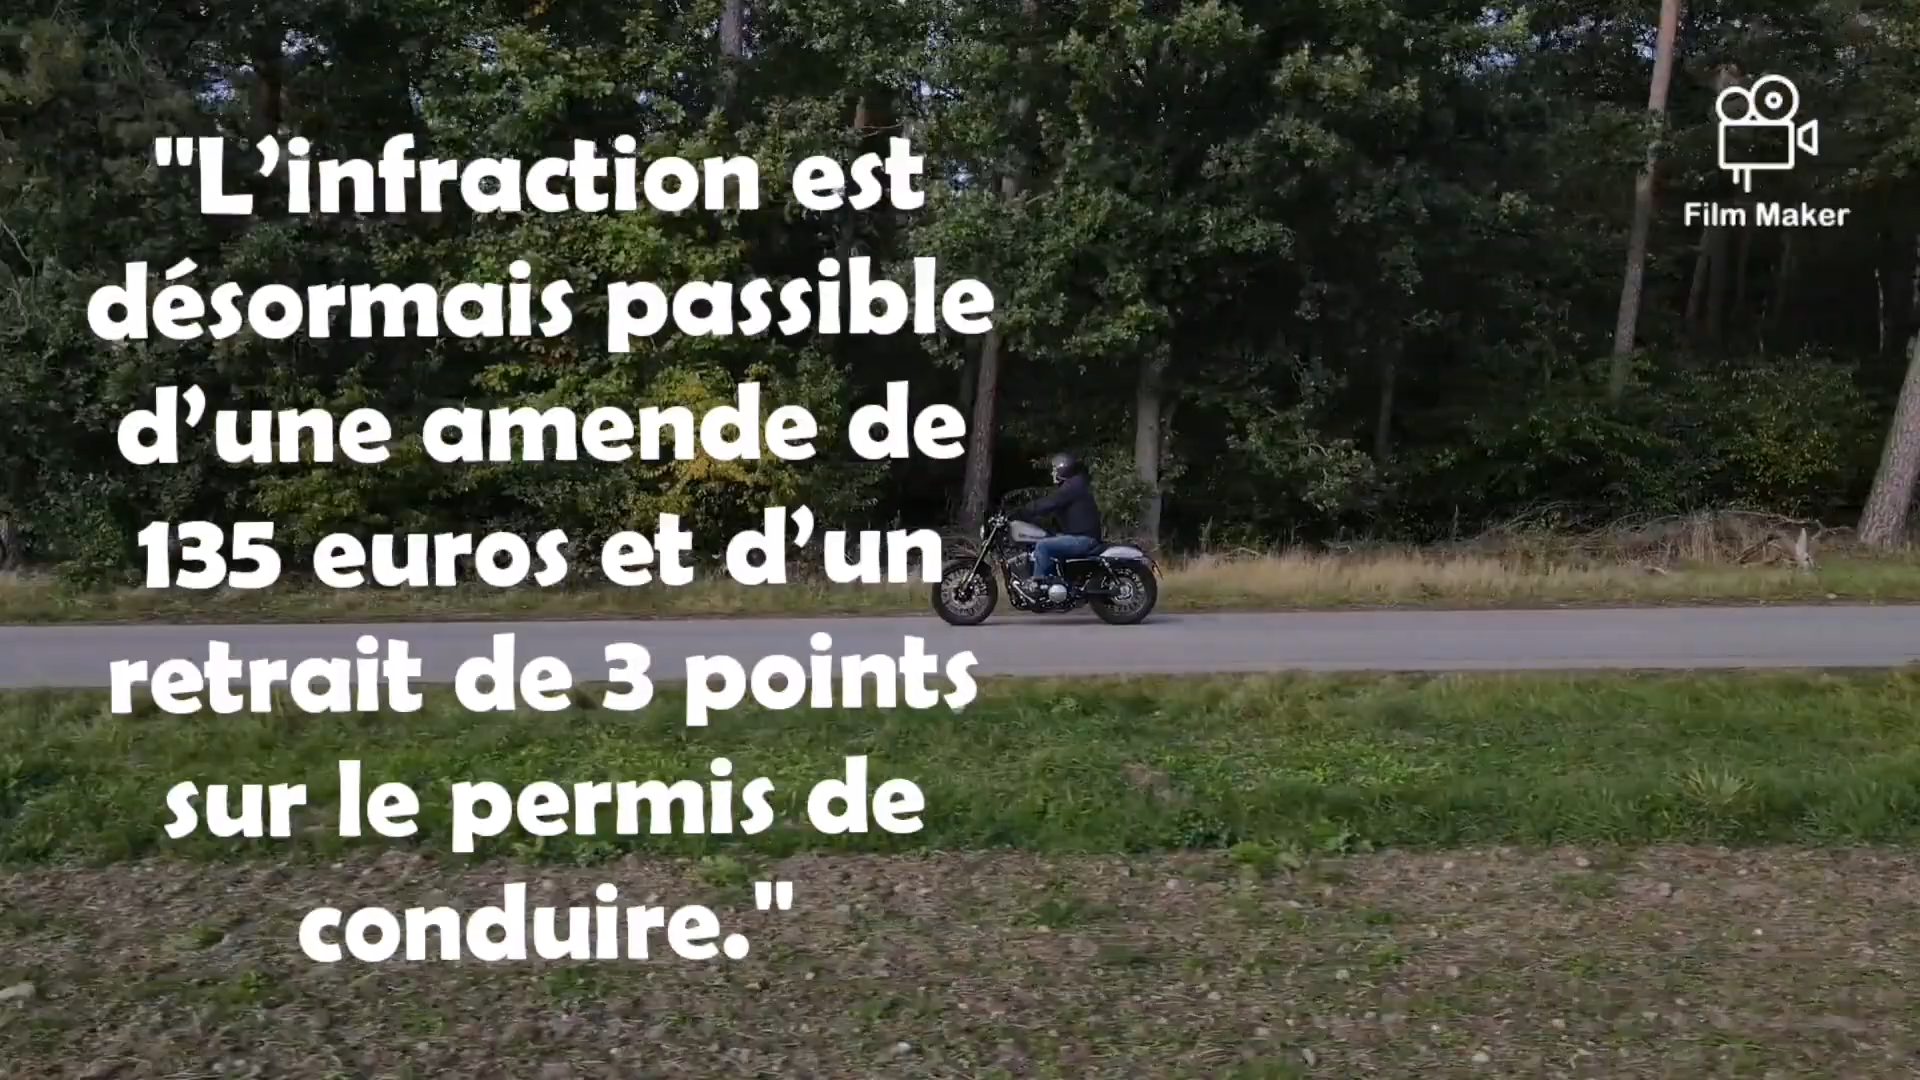 "L’infraction est
désormais passible
d’une amende de
135 euros et d’un
retrait de 3 points
sur le permis de
conduire."
Film Maker